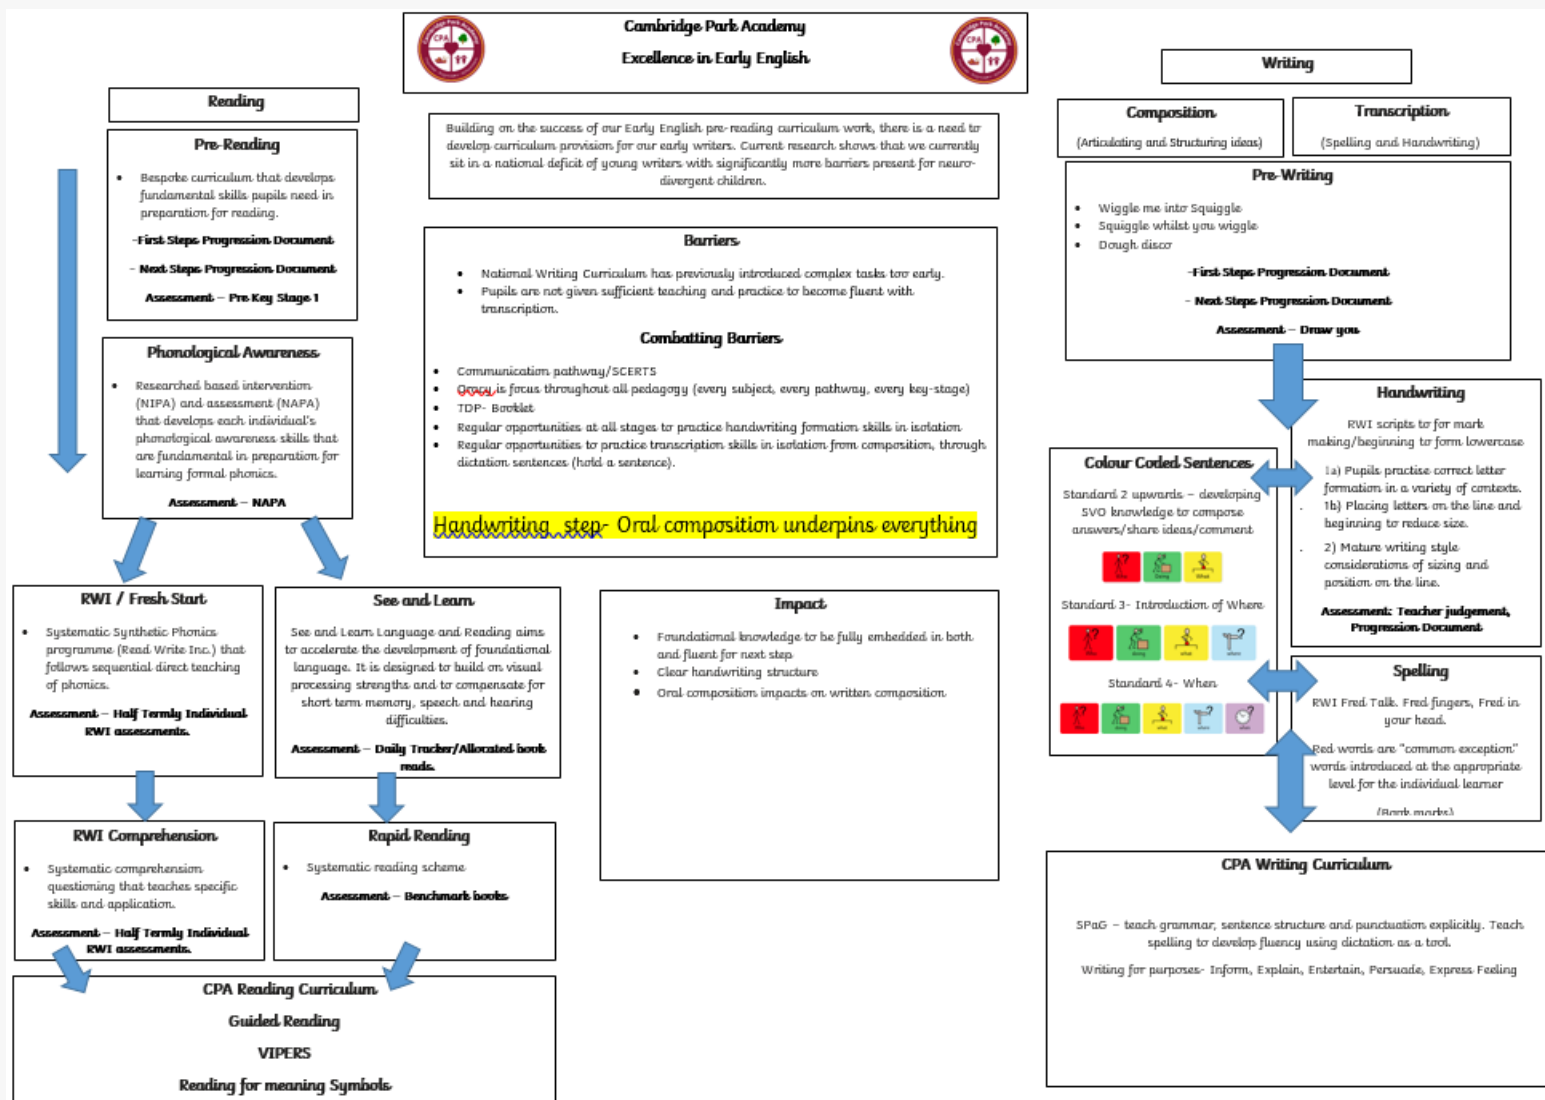 Cambridge Park Academy
Excellence in Early English
CPA
CPA
Building on the success of our Early English pre-reading curriculum work, there is a need to
develop curriculum provision for our early writers. Current research shows that we currently
sit in a national deficit of young writers with significantly more barriers present for neuro-
divergent children.
Reading
Pre-Reading
• Bespoke curriculum that develops
fundamental skills pupils need in
preparation for reading.
-First Steps Progression Document
- Next Steps Progression Document
Assessment – Pre Key Stage 1
Phonological Awareness
• Researched based intervention
(NIPA) and assessment (NAPA)
that develops each individual's
phonological awareness skills that
are fundamental in preparation for
learning formal phonics.
Assessment – NAPA
RWI / Fresh Start
• Systematic Synthetic Phonics
programme (Read Write Inc.) that
follows sequential direct teaching
of phonics.
Assessment – Half Termly Individual
RWI assessments.
See and Learn
See and Learn Language and Reading aims
to accelerate the development of foundational
language. It is designed to build on visual
processing strengths and to compensate for
short term memory, speech and hearing
difficulties.
Assessment – Daily Tracker/Allocated book
reads.
RWI Comprehension
• Systematic comprehension
questioning that teaches specific
skills and application.
Assessment – Half Termly Individual
RWI assessments.
Rapid Reading
• Systematic reading scheme
Assessment – Benchmark books
CPA Reading Curriculum
Guided Reading
VIPERS
Reading for meaning Symbols
Barriers
• National Writing Curriculum has previously introduced complex tasks too early.
• Pupils are not given sufficient teaching and practice to become fluent with
transcription.
Combatting Barriers
• Communication pathway/SCERTS
• Oracy is focus throughout all pedagogy (every subject, every pathway, every key-stage)
• TDP- Booklet
• Regular opportunities at all stages to practice handwriting formation skills in isolation
• Regular opportunities to practice transcription skills in isolation from composition, through
dictation sentences (hold a sentence).
Handwriting step- Oral composition underpins everything
Impact
• Foundational knowledge to be fully embedded in both
and fluent for next step
• Clear handwriting structure
• Oral composition impacts on written composition
Writing
Composition
(Articulating and Structuring ideas)
Transcription
(Spelling and Handwriting)
Pre-Writing
• Wiggle me into Squiggle
• Squiggle whilst you wiggle
• Dough disco
-First Steps Progression Document
- Next Steps Progression Document
Assessment – Draw you
Colour Coded Sentences
Standard 2 upwards – developing
SVO knowledge to compose
answers/share ideas/comment
Doing What
Standard 3- Introduction of Where
doing what where
Standard 4- When
Handwriting
RWI scripts to for mark
making/beginning to form lowercase
1a) Pupils practise correct letter
formation in a variety of contexts.
. 1b) Placing letters on the line and
beginning to reduce size.
. 2) Mature writing style
considerations of sizing and
position on the line.
Assessment: Teacher judgement,
Progression Document
Spelling
RWI Fred Talk. Fred fingers, Fred in
your head.
Red words are "common exception"
words introduced at the appropriate
level for the individual learner
CPA Writing Curriculum
SPaG – teach grammar, sentence structure and punctuation explicitly. Teach
spelling to develop fluency using dictation as a tool.
Writing for purposes- Inform, Explain, Entertain, Persuade, Express Feeling